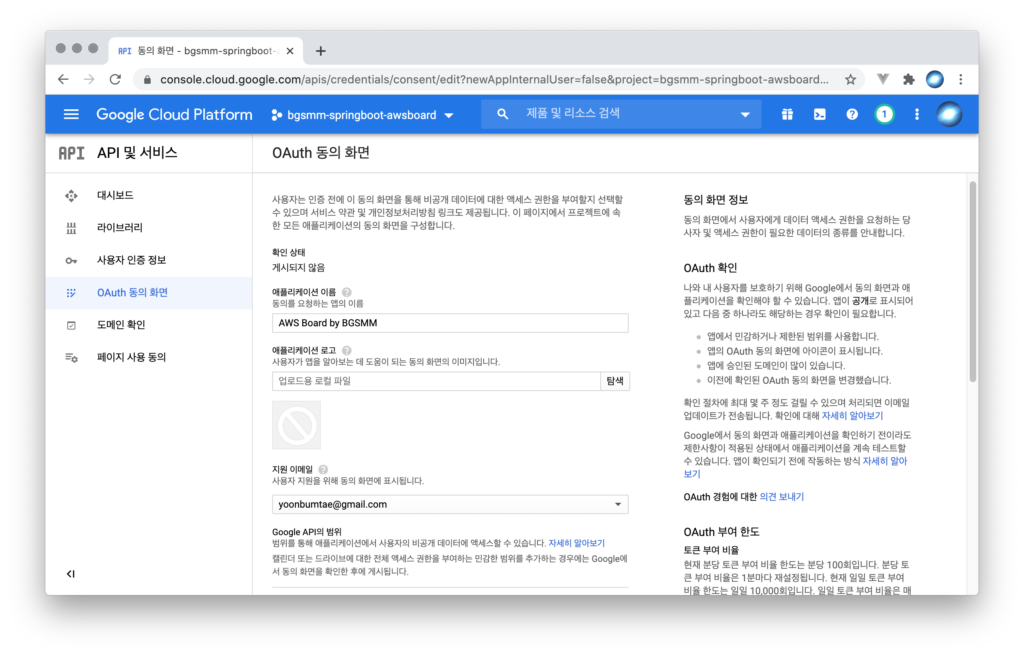 API 동의 화면 - bgsmm-springboot-
console.cloud.google.com/apis/credentials/consent/edit?newAppInternalUser=false&project=bgsmm-springboot-awsboard...
Google Cloud Platform
bgsmm-springboot-awsboard
제품 및 리소스 검색
1
API API 및 서비스
대시보드
라이브러리
사용자 인증 정보
OAuth 동의 화면
도메인 확인
페이지 사용 동의
OAuth 동의 화면
사용자는 인증 전에 이 동의 화면을 통해 비공개 데이터에 대한 액세스 권한을 부여할지 선택할
수 있으며 서비스 약관 및 개인정보처리방침 링크도 제공됩니다. 이 페이지에서 프로젝트에 속
한 모든 애플리케이션의 동의 화면을 구성합니다.
확인 상태
게시되지 않음
애플리케이션 이름
동의를 요청하는 앱의 이름
AWS Board by BGSMM
애플리케이션 로고
사용자가 앱을 알아보는 데 도움이 되는 동의 화면의 이미지입니다.
업로드용 로컬 파일
탐색
지원 이메일
사용자 지원을 위해 동의 화면에 표시됩니다.
yoonbumtae@gmail.com
Google API의 범위
범위를 통해 애플리케이션에서 사용자의 비공개 데이터에 액세스할 수 있습니다. 자세히 알아보기
캘린더 또는 드라이브에 대한 전체 액세스 권한을 부여하는 민감한 범위를 추가하는 경우에는 Google에
서 동의 화면을 확인한 후에 게시됩니다.
동의 화면 정보
동의 화면에서 사용자에게 데이터 액세스 권한을 요청하는 당
사자 및 액세스 권한이 필요한 데이터의 종류를 안내합니다.
OAuth 확인
나와 내 사용자를 보호하기 위해 Google에서 동의 화면과 애
플리케이션을 확인해야 할 수 있습니다. 앱이 공개로 표시되어
있고 다음 중 하나라도 해당하는 경우 확인이 필요합니다.
앱에서 민감하거나 제한된 범위를 사용합니다.
앱의 OAuth 동의 화면에 아이콘이 표시됩니다.
앱에 승인된 도메인이 많이 있습니다.
이전에 확인된 OAuth 동의 화면을 변경했습니다.
확인 절차에 최대 몇 주 정도 걸릴 수 있으며 처리되면 이메일
업데이트가 전송됩니다. 확인에 대해 자세히 알아보기
Google에서 동의 화면과 애플리케이션을 확인하기 전이라도
제한사항이 적용된 상태에서 애플리케이션을 계속 테스트할
수 있습니다. 앱이 확인되기 전에 작동하는 방식 자세히 알아
보기
OAuth 경험에 대한 의견 보내기
OAuth 부여 한도
토큰 부여 비율
현재 분당 토큰 부여 비율 한도는 분당 100회입니다. 분당 토
큰 부여 비율은 1분마다 재설정됩니다. 현재 일일 토큰 부여
비율 한도는 일일 10,000회입니다. 일일 토큰 부여 비율은 매